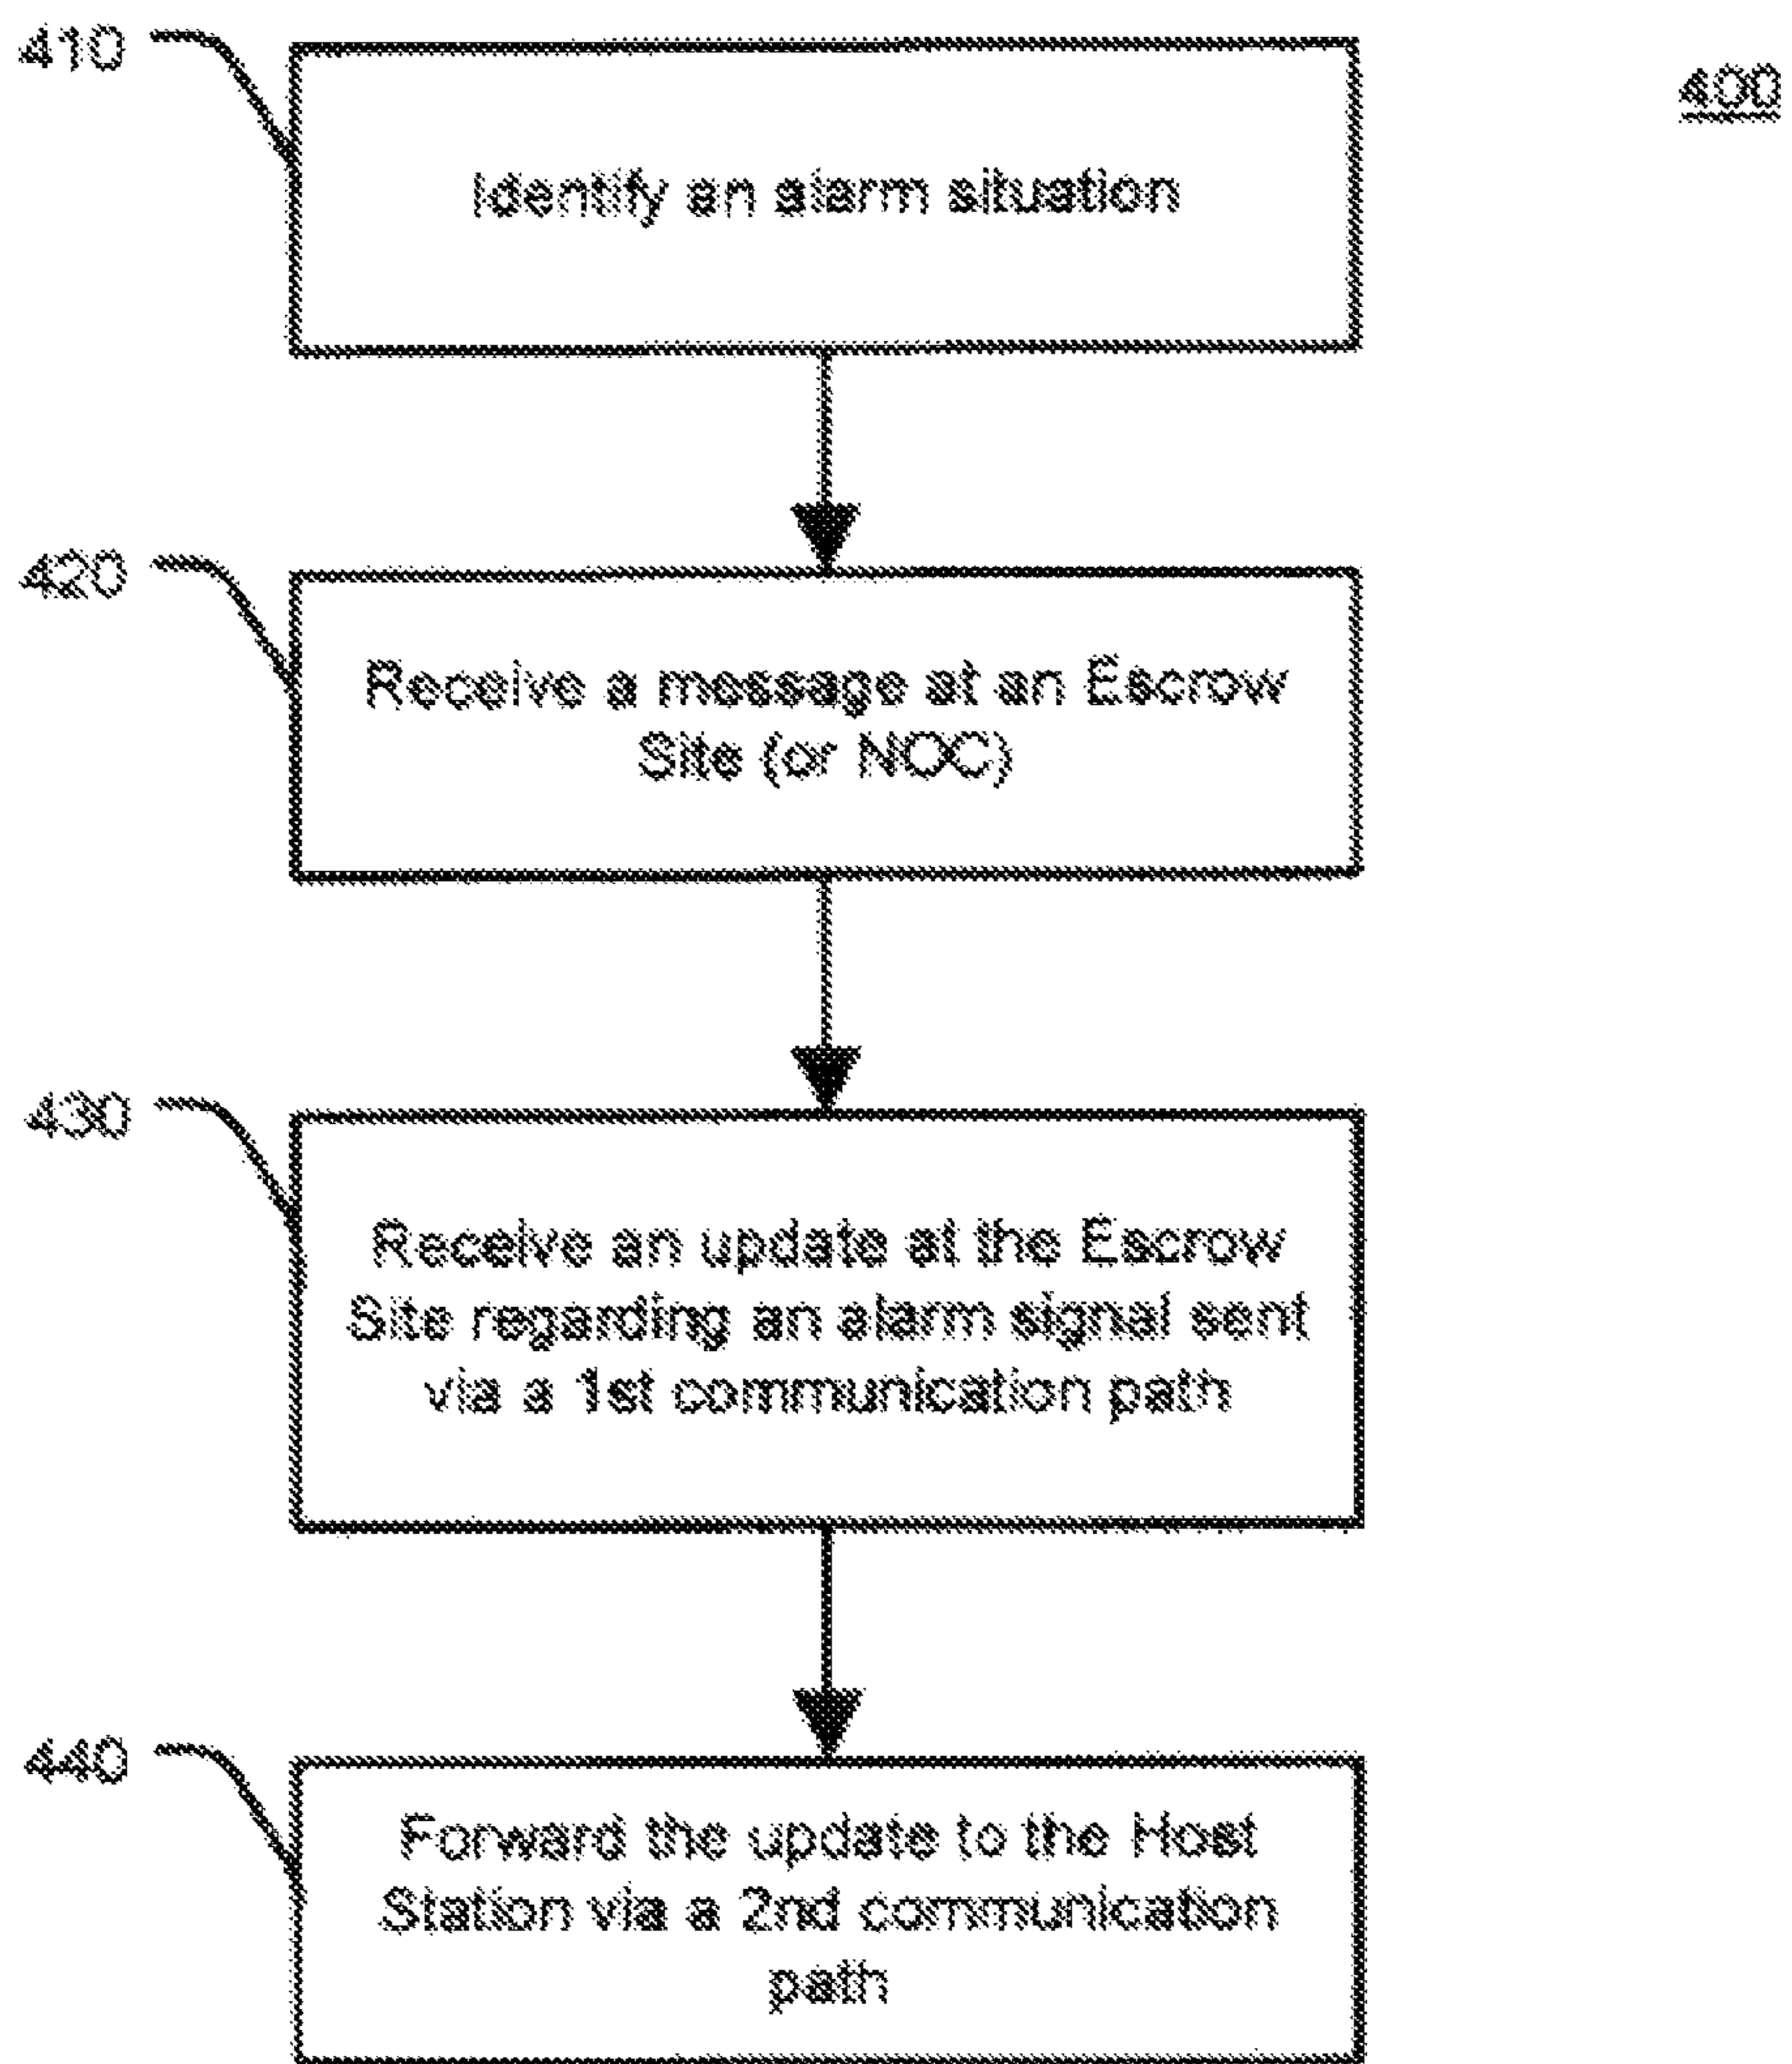 410
400
Identify an alarm situation
420
Receive a message at an Escrow
Site (or NOC)
430
Receive an update at the Escrow
Site regarding an alarm signal sent
via a 1st communication path
440
Forward the update to the Host
Station via a 2nd communication
path